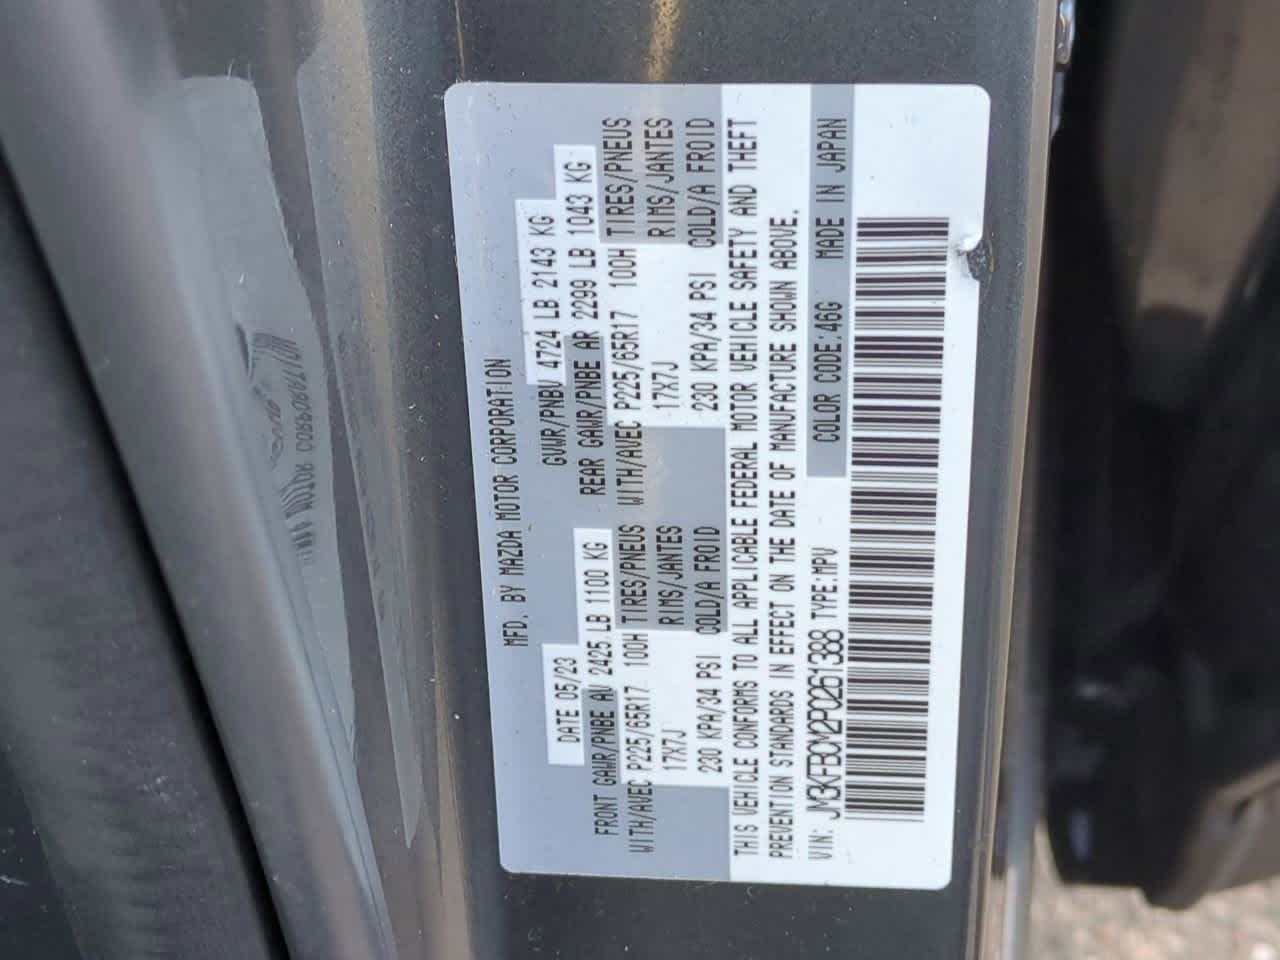 MFD. BY MAZDA MOTOR CORPORATION
DATE 05/23 GVWR/PNBV 4724 LB 2143 KG
FRONT GAWR/PNBE AV 2425 LB 1100 KG REAR GAWR/PNBE AR 2299 LB 1043 KG
WITH/AVEC P225/65R17 100H TIRES/PNEUS WITH/AVEC P225/65R17 100H TIRES/PNEUS
17X7J RIMS/JANTES 17X7J RIMS/JANTES
230 KPA/34 PSI COLD/A FROID 230 KPA/34 PSI COLD/A FROID
THIS VEHICLE CONFORMS TO ALL APPLICABLE FEDERAL MOTOR VEHICLE SAFETY AND THEFT
PREVENTION STANDARDS IN EFFECT ON THE DATE OF MANUFACTURE SHOWN ABOVE.
VIN: JM3KFBCM2P0261388 TYPE:MPV COLOR CODE:46G MADE IN JAPAN